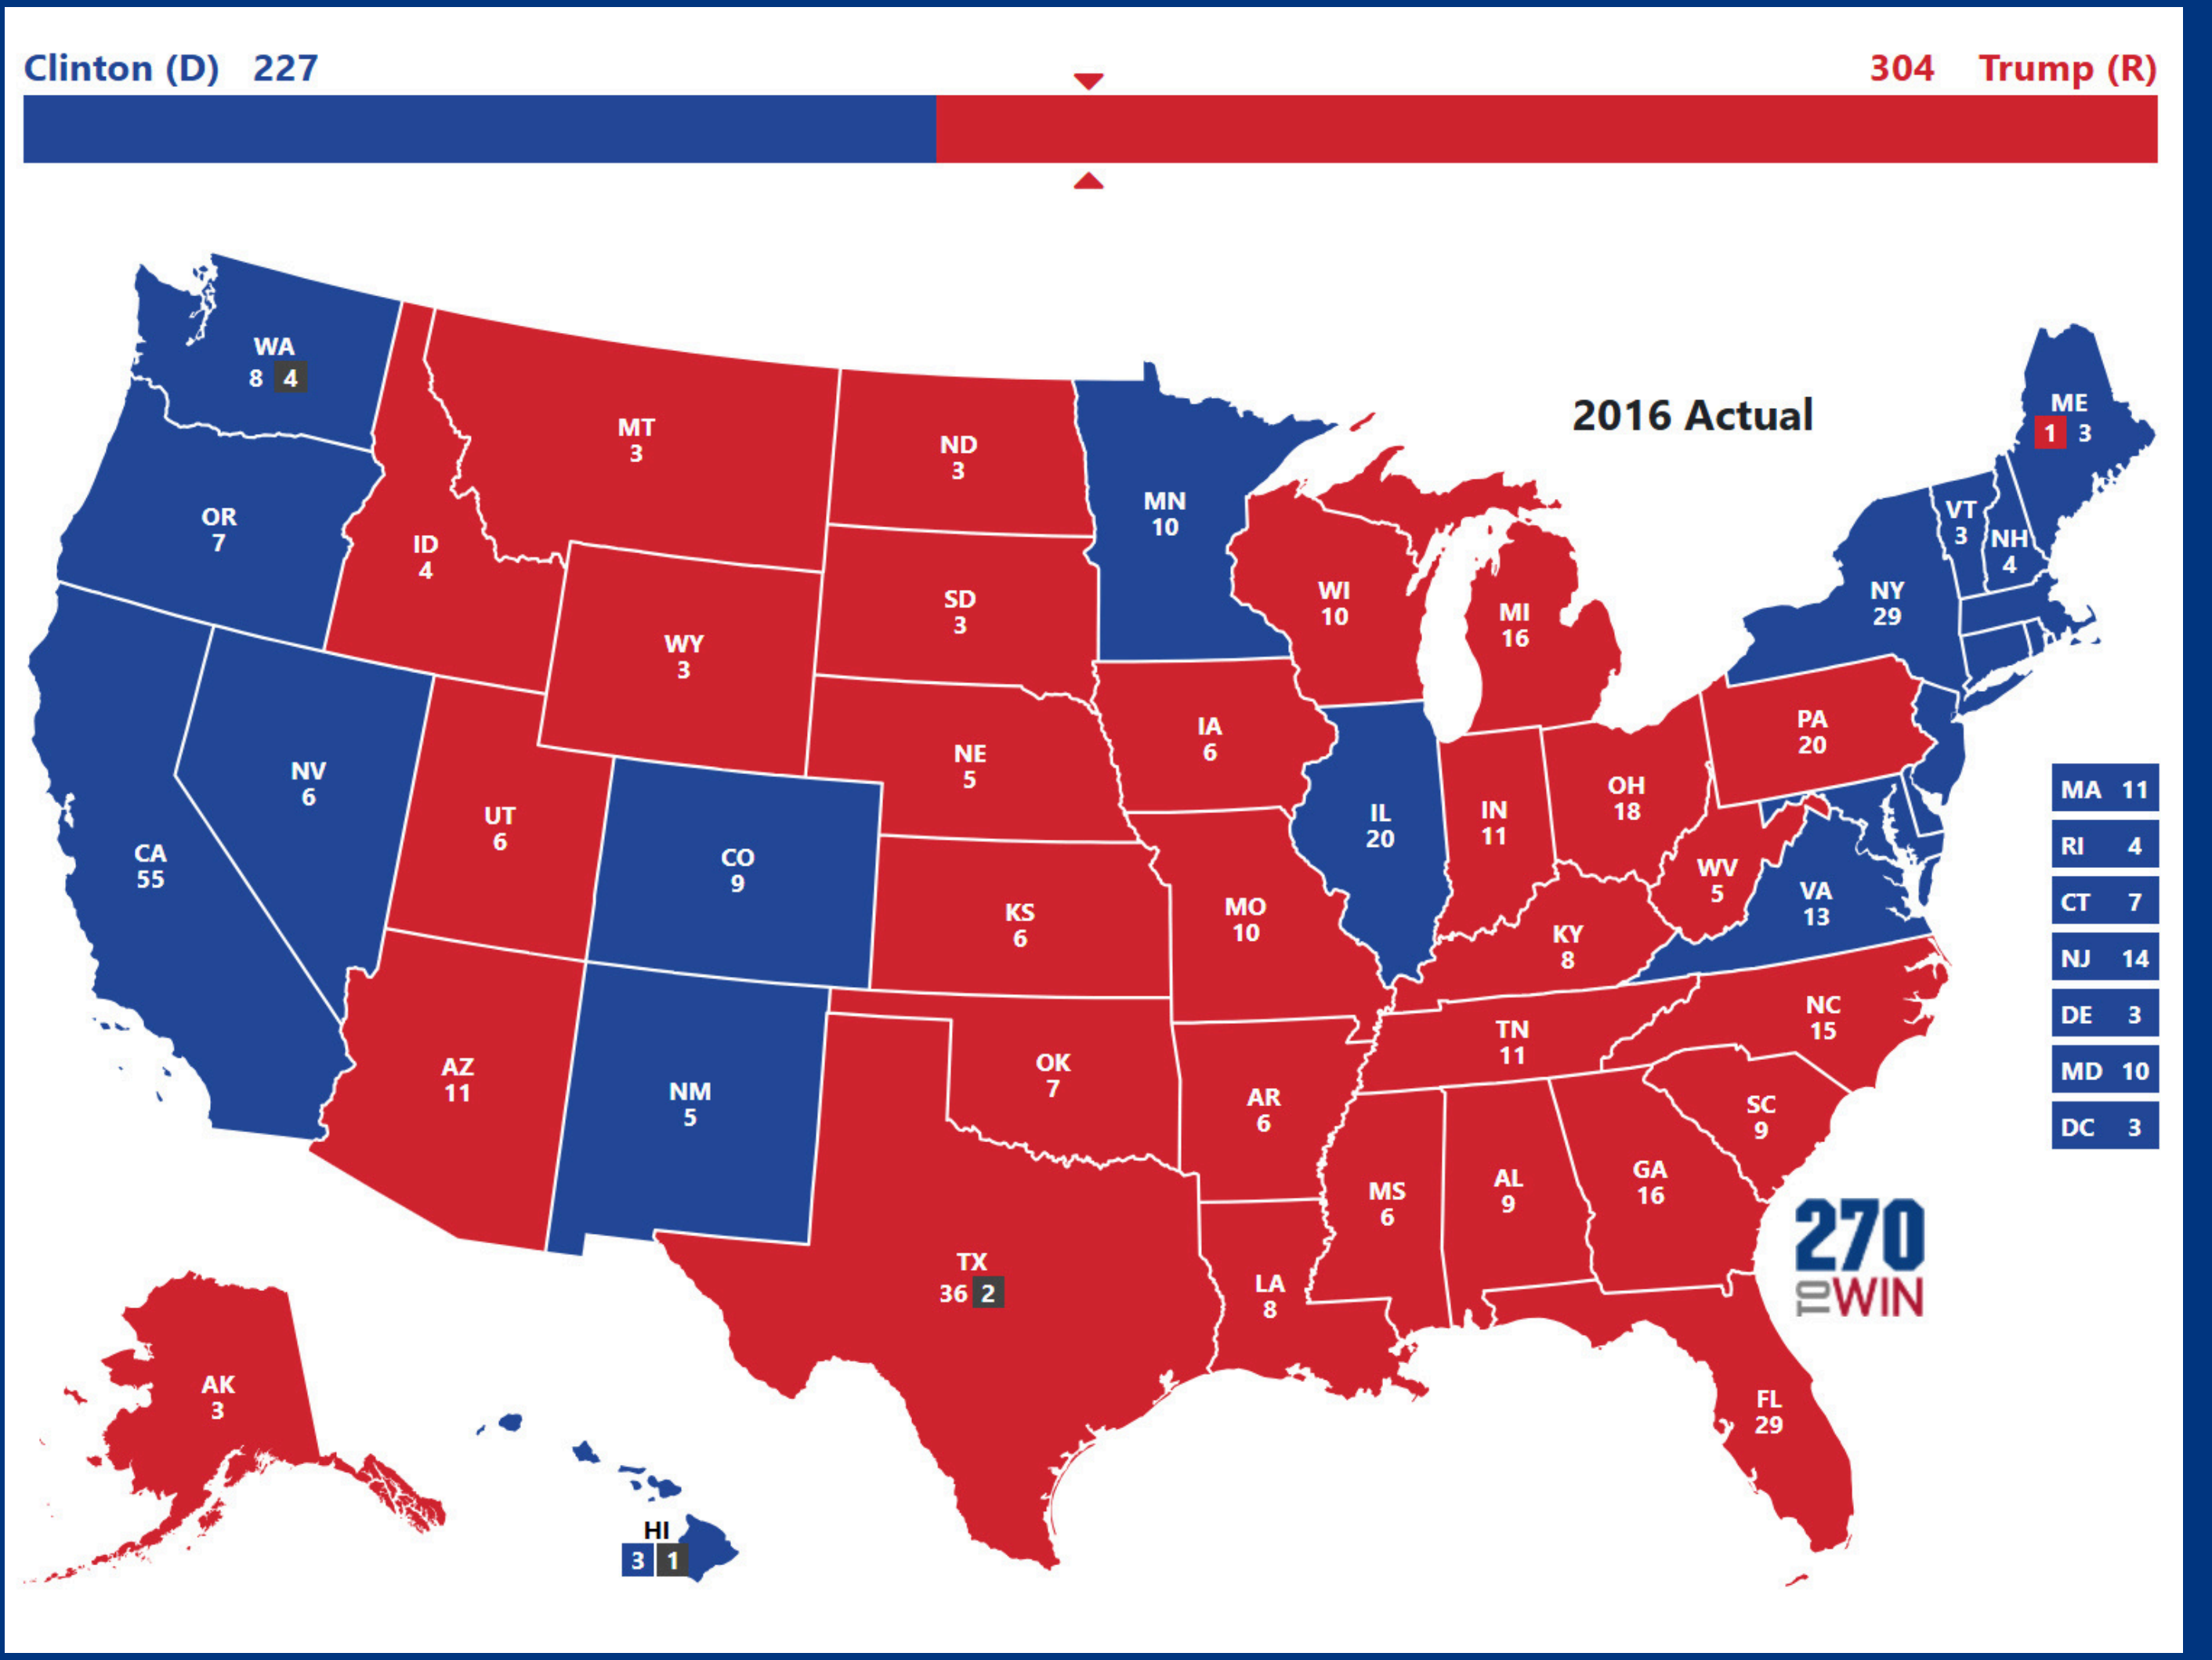 Clinton (D) 227
304 Trump (R)
2016 Actual
WA
8 4
OR
7
CA
55
NV
6
ID
4
MT
3
WY
3
UT
6
CO
9
AZ
11
NM
5
ND
3
SD
3
NE
5
KS
6
OK
7
TX
36 2
MN
10
IA
6
MO
10
AR
6
LA
8
WI
10
IL
20
MI
16
IN
11
OH
18
KY
8
TN
11
MS
6
AL
9
GA
16
FL
29
SC
9
NC
15
VA
13
WV
5
PA
20
NY
29
VT
3
NH
4
ME
1 3
MA 11
RI 4
CT 7
NJ 14
DE 3
MD 10
DC 3
AK
3
HI
3 1
270
TO WIN